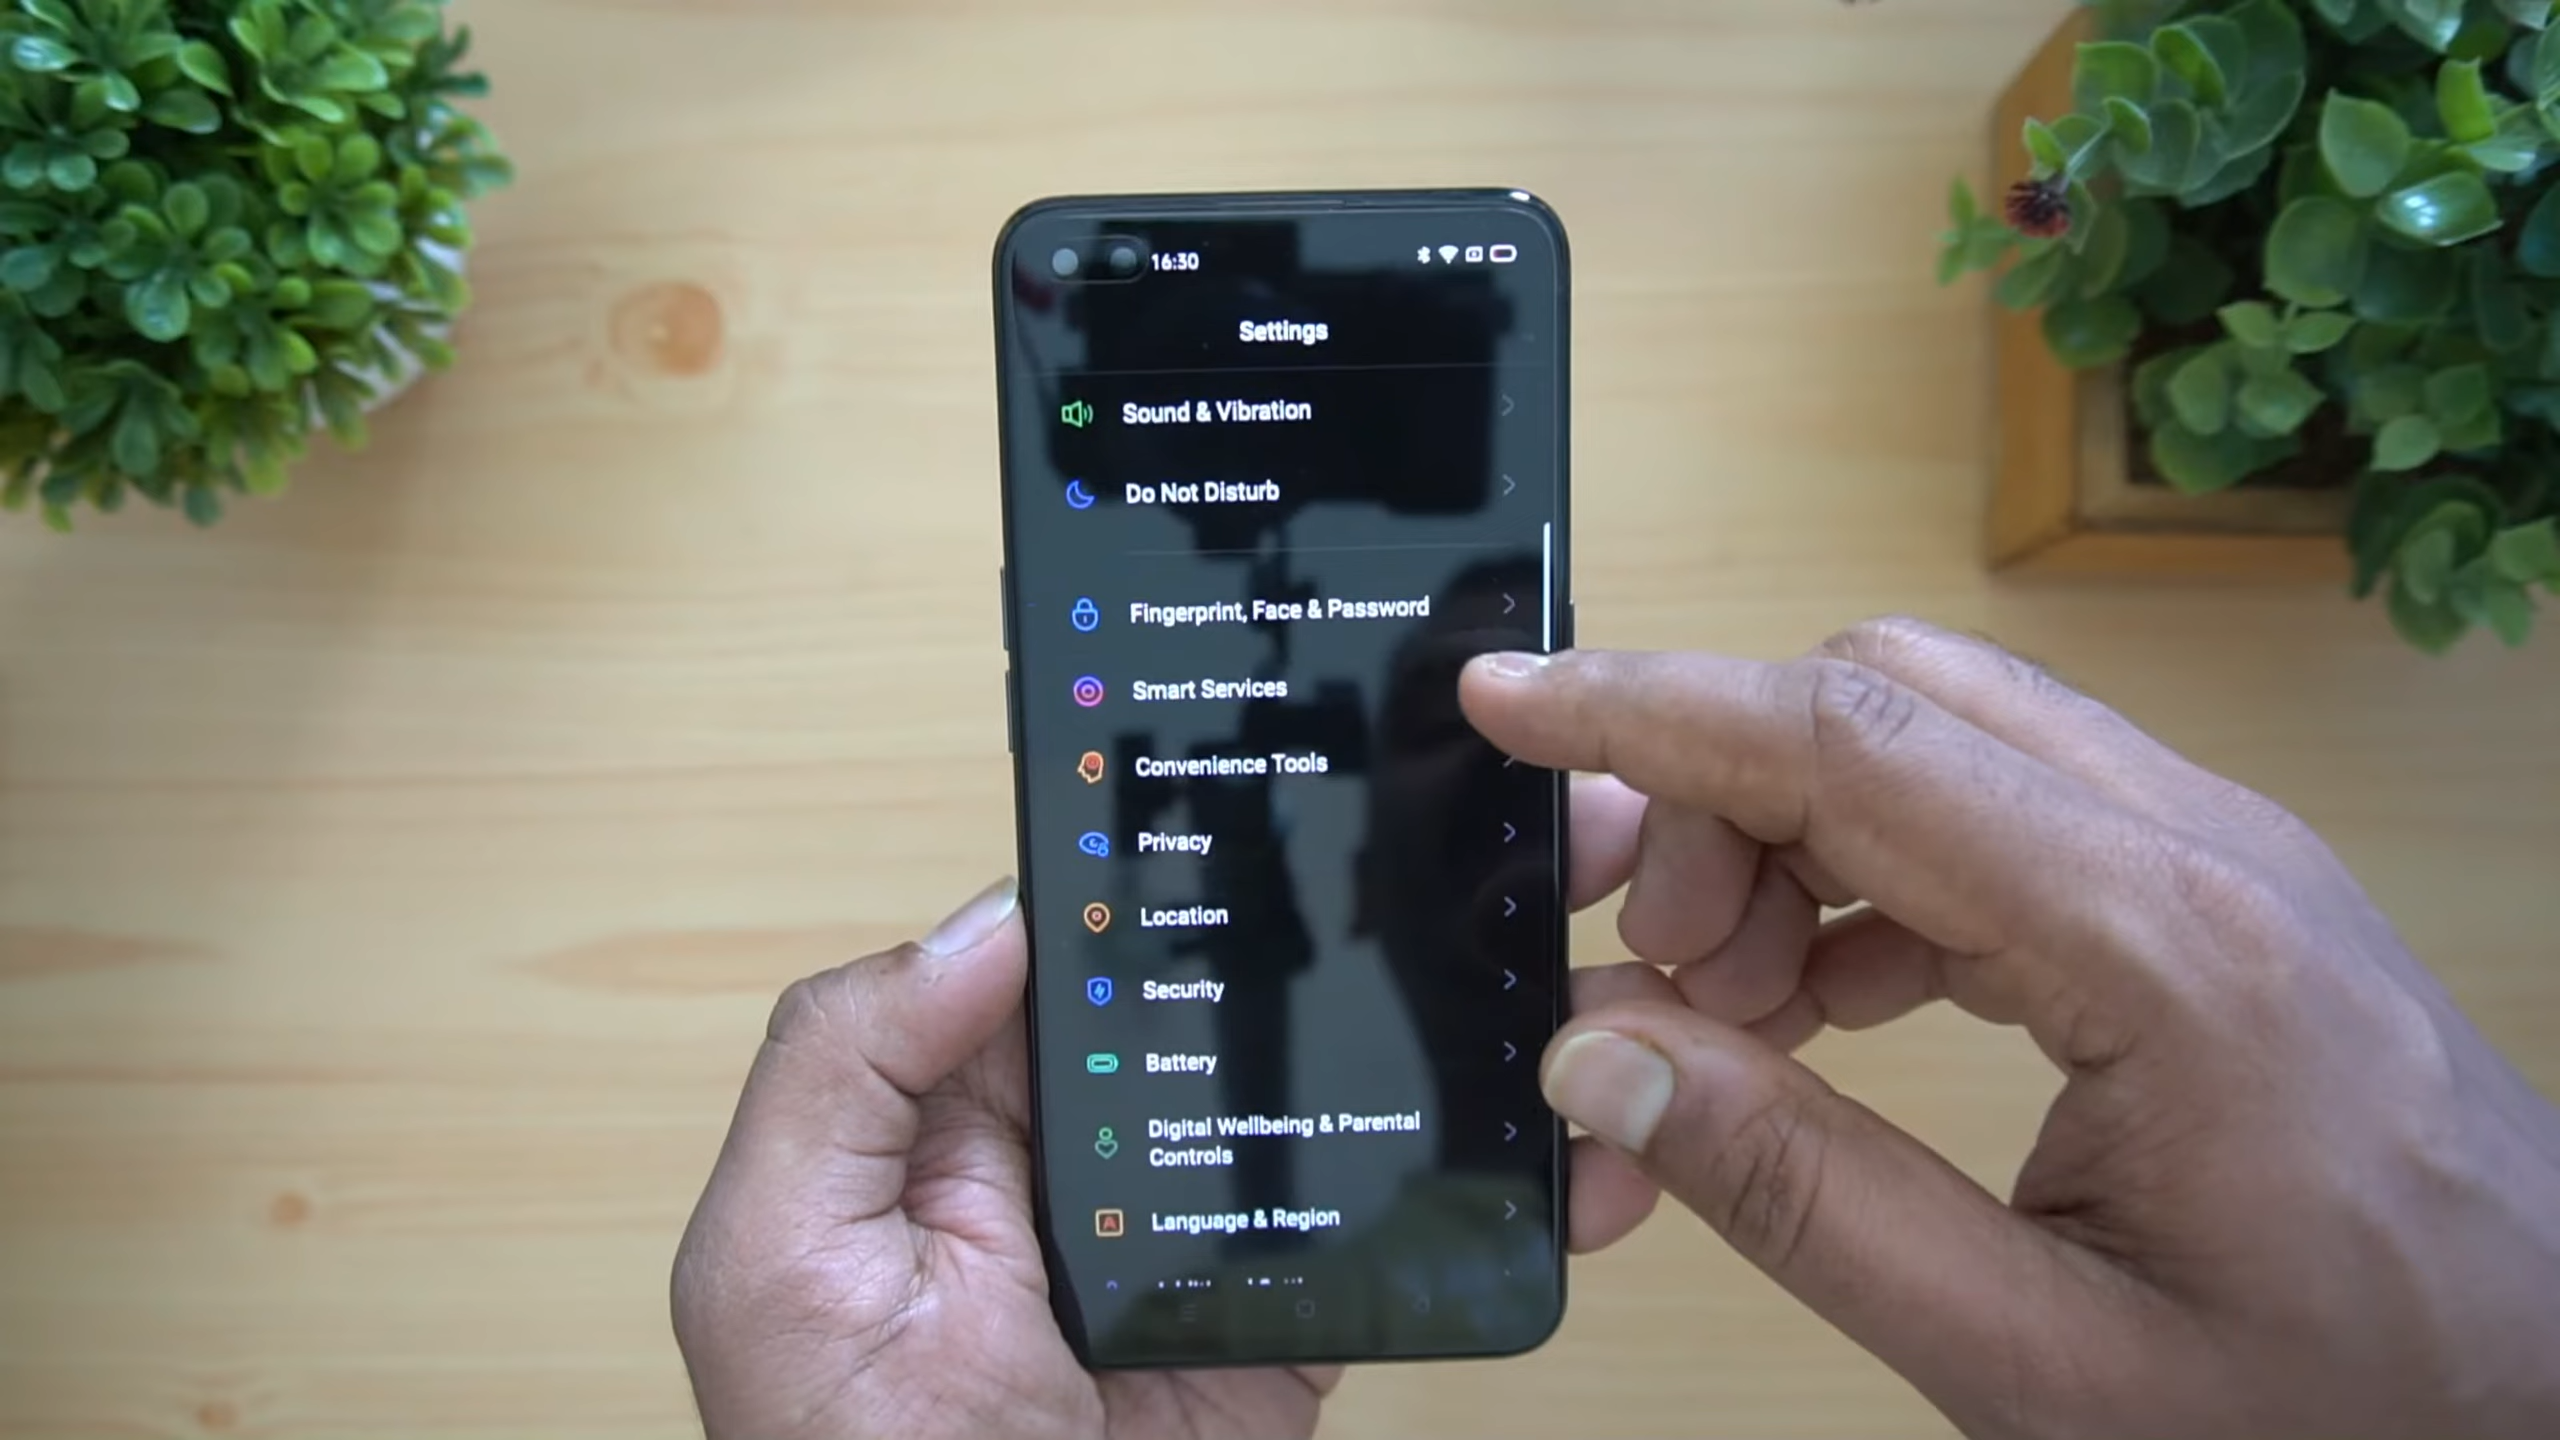 16:30
Settings
Sound & Vibration
Do Not Disturb
Fingerprint, Face & Password
Smart Services
Convenience Tools
Privacy
Location
Security
Battery
Digital Wellbeing & Parental
Controls
Language & Region